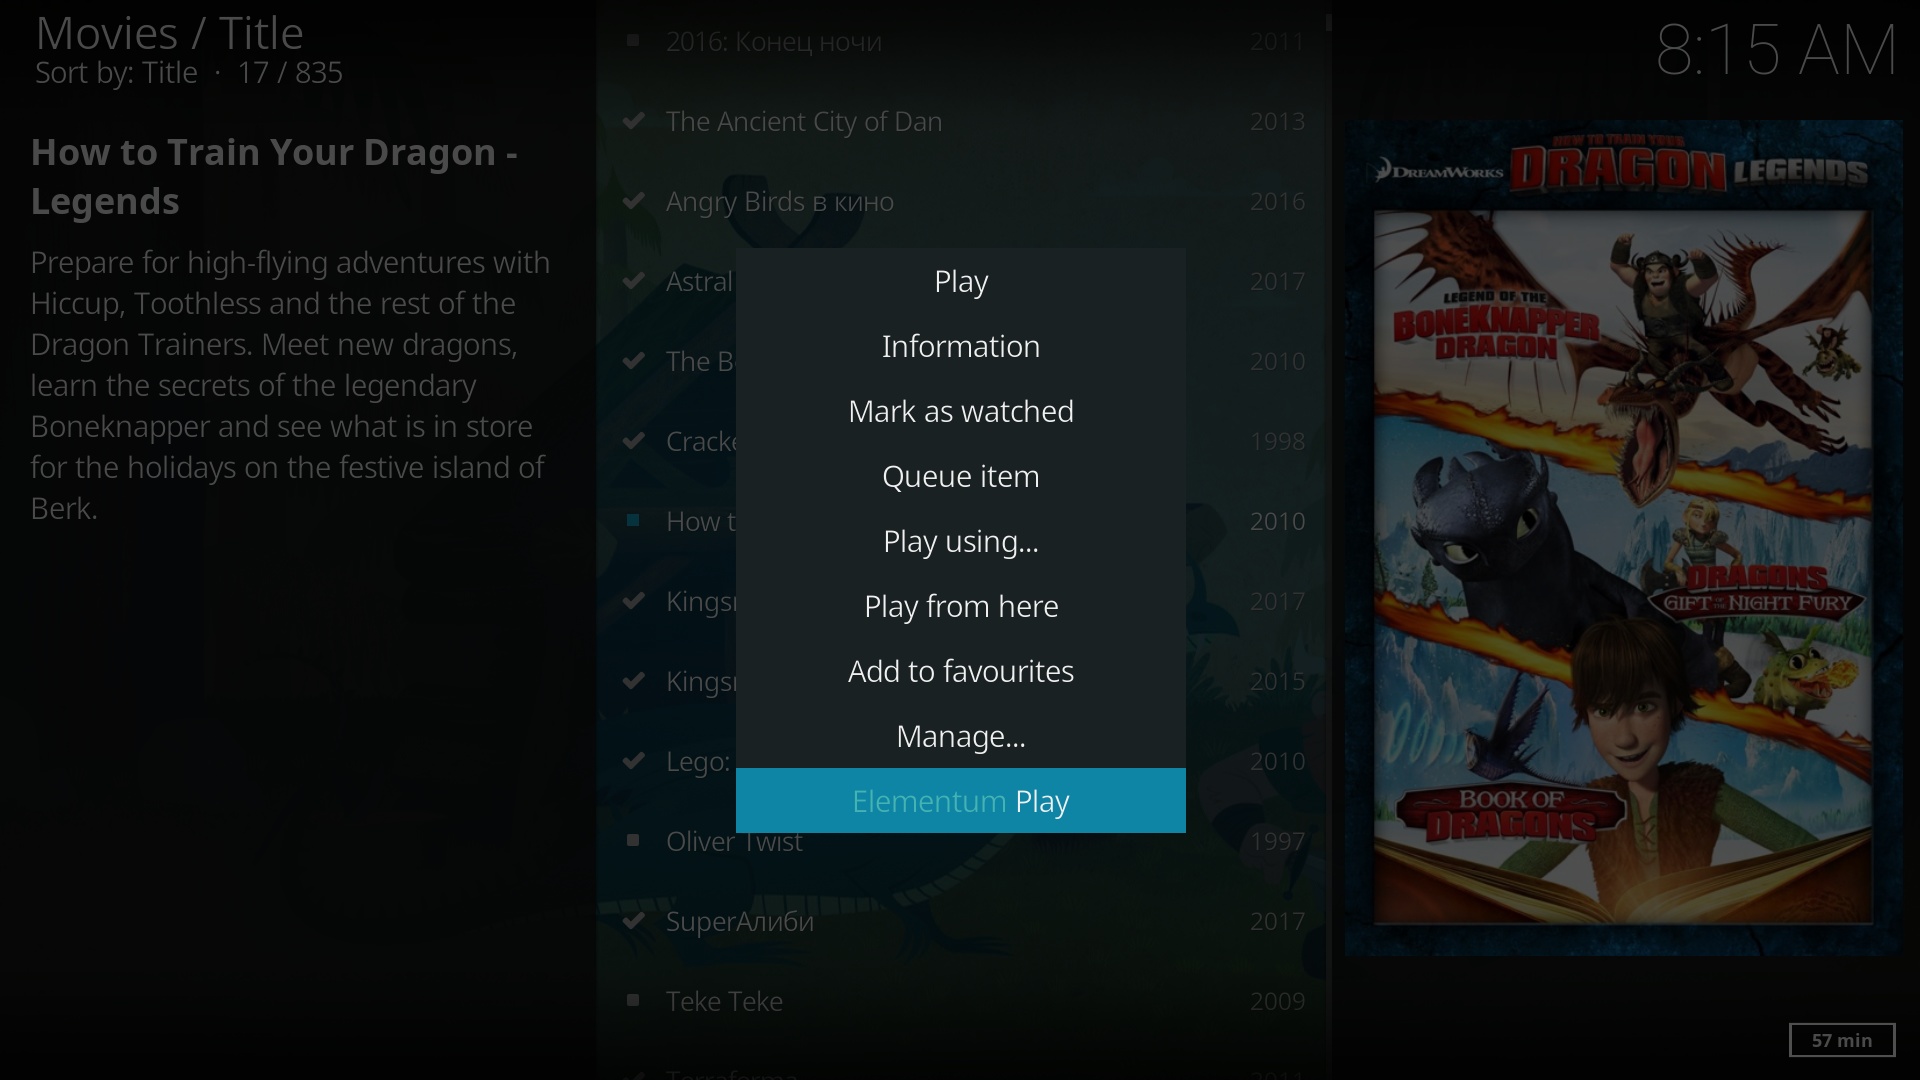 Movies / Title
Sort by: Title · 17 / 835
8:15 AM
How to Train Your Dragon -
Legends
Prepare for high-flying adventures with
Hiccup, Toothless and the rest of the
Dragon Trainers. Meet new dragons,
learn the secrets of the legendary
Boneknapper and see what is in store
for the holidays on the festive island of
Berk.
2016: Конец ночи 2011
The Ancient City of Dan 2013
Angry Birds в кино 2016
Astral 2017
The B 2010
Cracke 1998
How t 2010
Kings 2017
Kings 2015
Lego: 2010
Oliver Twist 1997
SuperАлиби 2017
Teke Teke 2009
Terraforma 2011
Play
Information
Mark as watched
Queue item
Play using...
Play from here
Add to favourites
Manage...
Elementum Play
HOW TO TRAIN YOUR
DREAMWORKS DRAGON LEGENDS
LEGEND OF THE
BONEKNAPPER
DRAGON
DRAGONS
GIFT OF THE NIGHT FURY
BOOK OF
DRAGONS
57 min